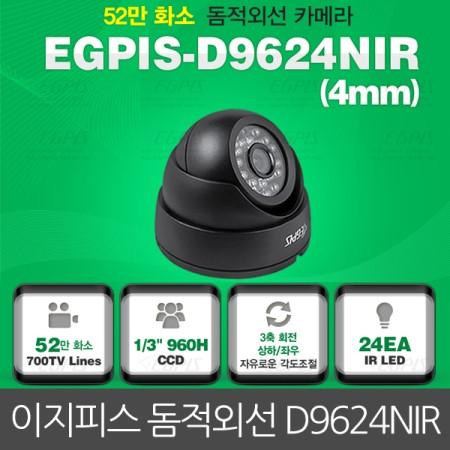 52만 화소 돔적외선 카메라
EGPIS-D9624NIR
(4mm)
EGPIS
52만 화소
700TV Lines
1/3" 960H
CCD
3축 회전
상하/좌우
자유로운 각도조절
24EA
IR LED
이지피스 돔적외선 D9624NIR